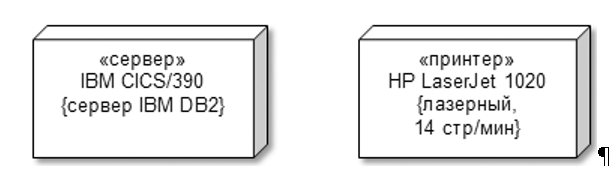 «сервер»
IBM CICS/390
{сервер IBM DB2}
«принтер»
HP LaserJet 1020
{лазерный,
14 стр/мин}
¶